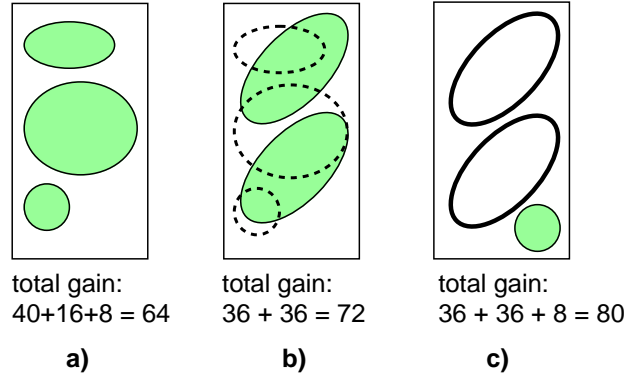 total gain:
40+16+8 = 64
a)
total gain:
36 + 36 = 72
b)
total gain:
36 + 36 + 8 = 80
c)